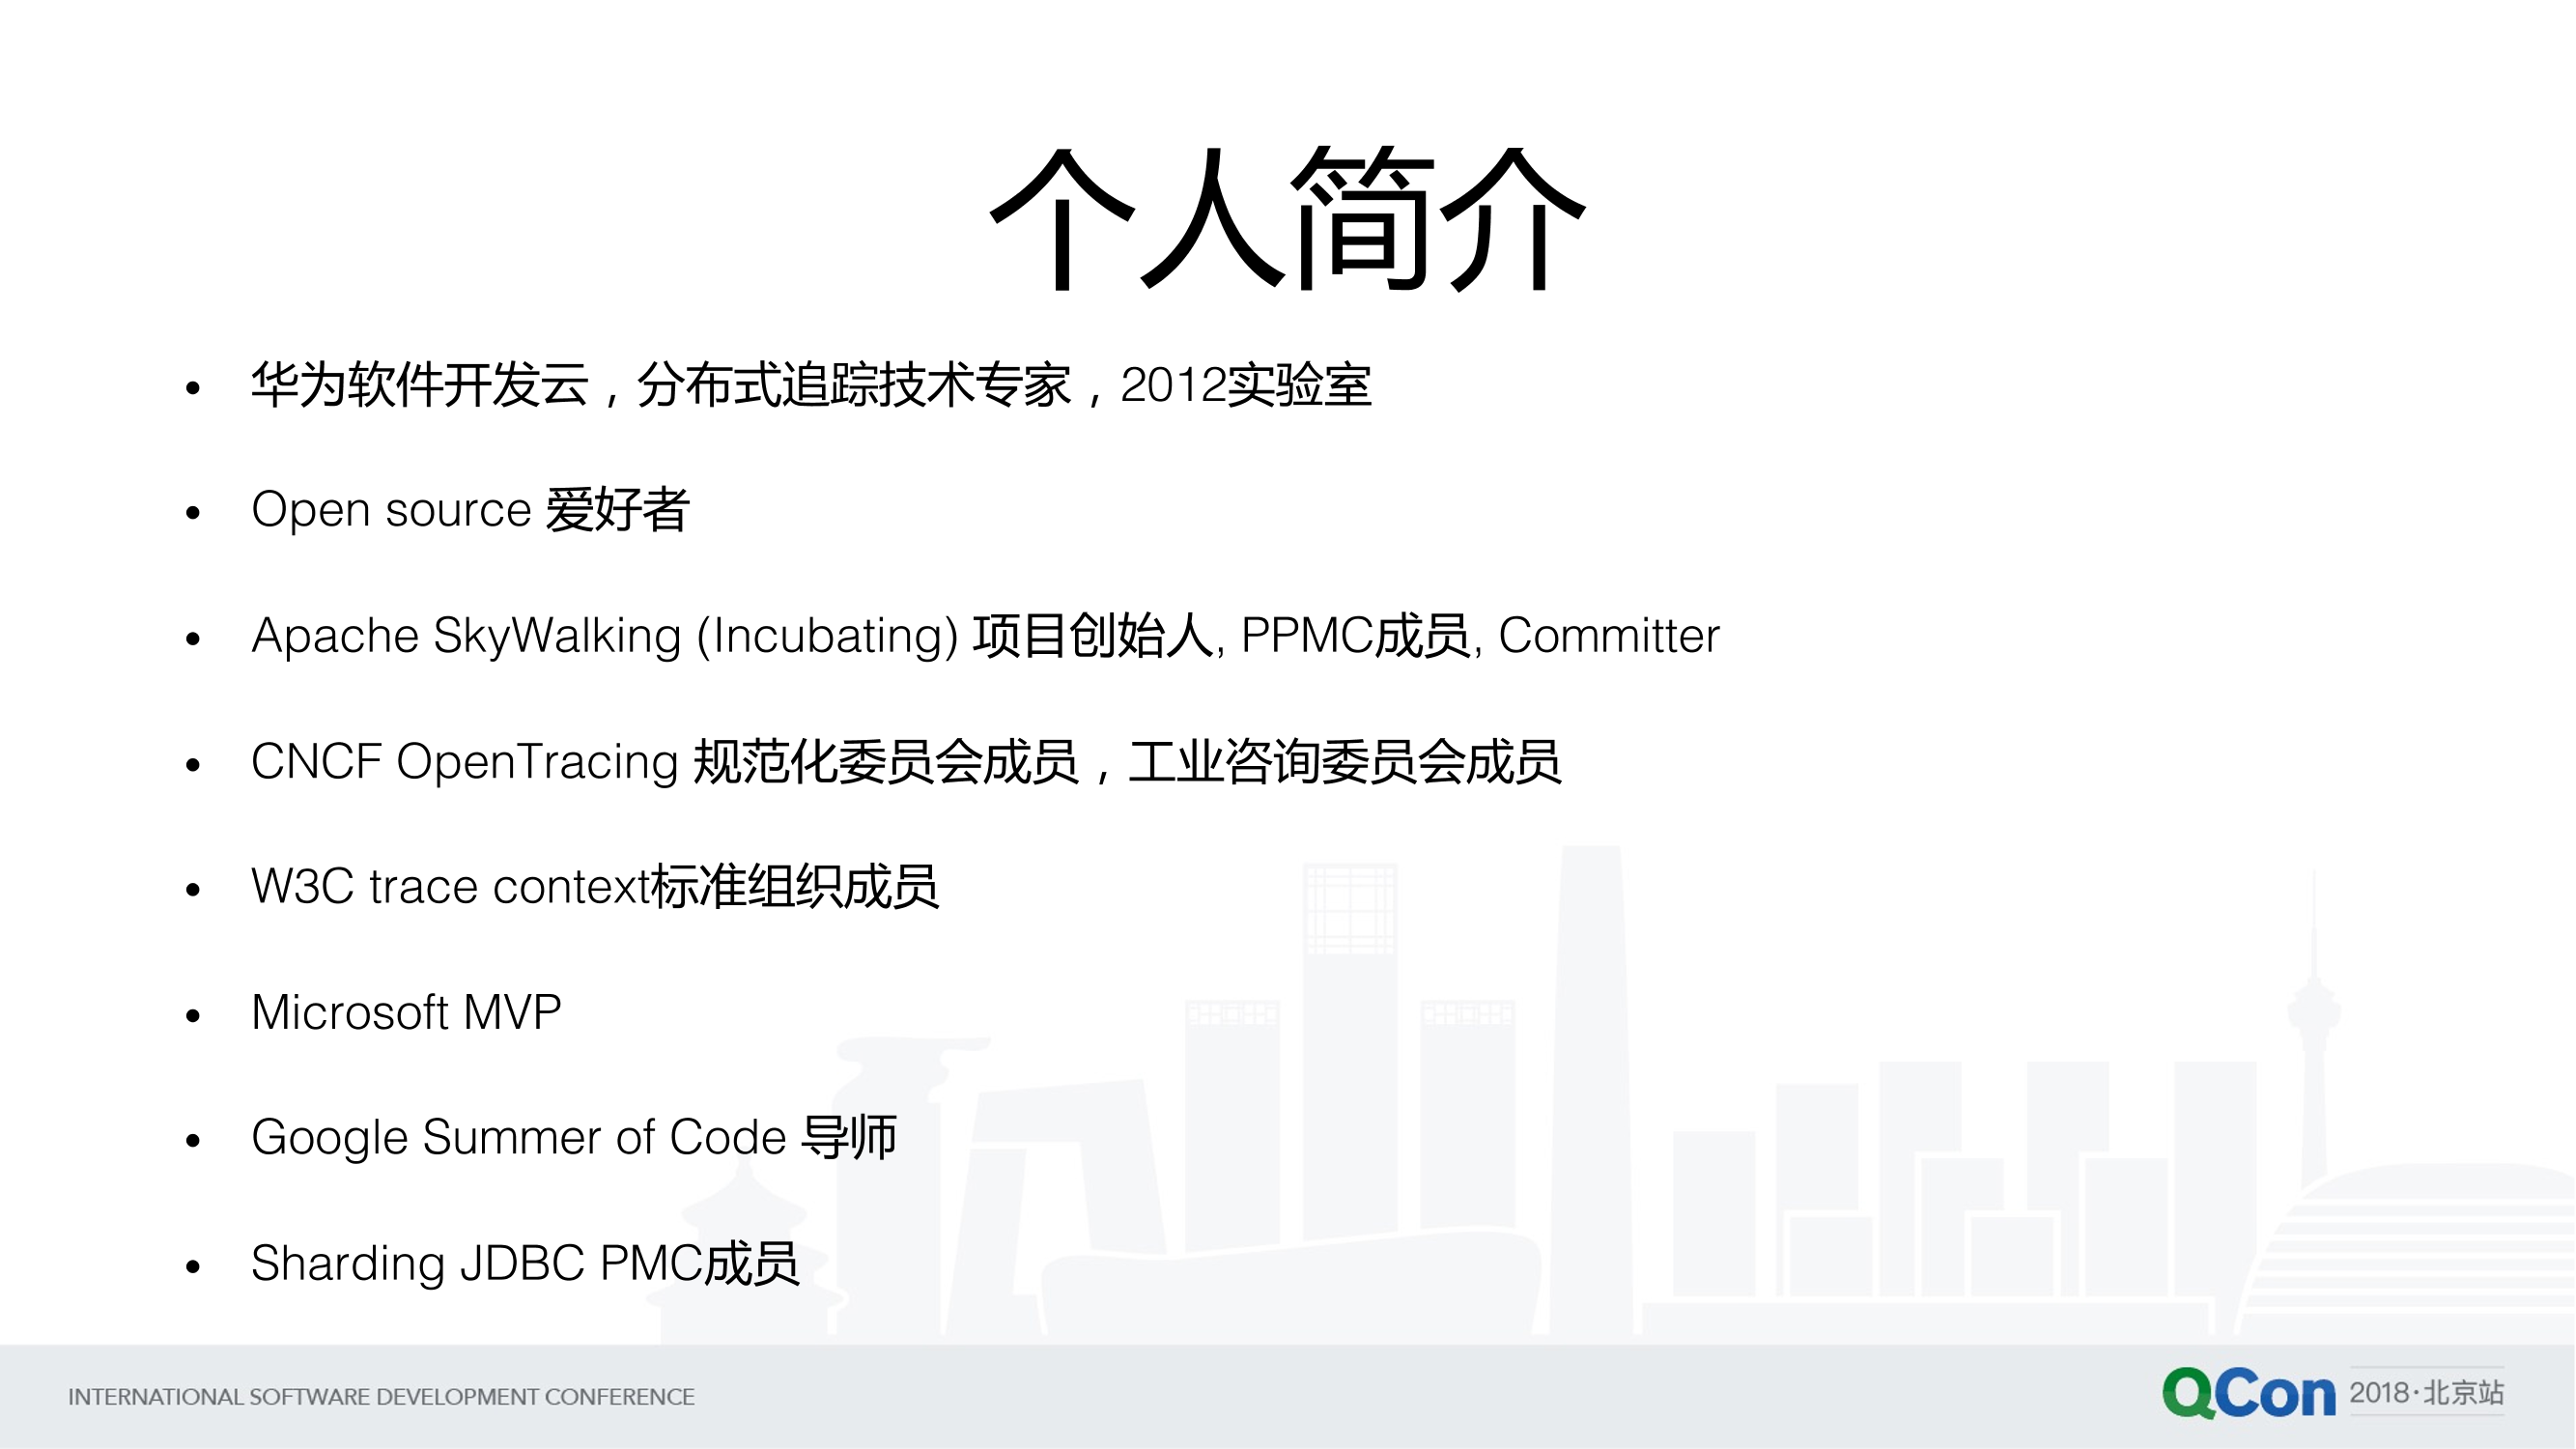 个人简介
• 华为软件开发云，分布式追踪技术专家，2012实验室
• Open source 爱好者
• Apache SkyWalking (Incubating) 项目创始人, PPMC成员, Committer
• CNCF OpenTracing 规范化委员会成员，工业咨询委员会成员
• W3C trace context标准组织成员
• Microsoft MVP
• Google Summer of Code 导师
• Sharding JDBC PMC成员
INTERNATIONAL SOFTWARE DEVELOPMENT CONFERENCE
QCon 2018·北京站